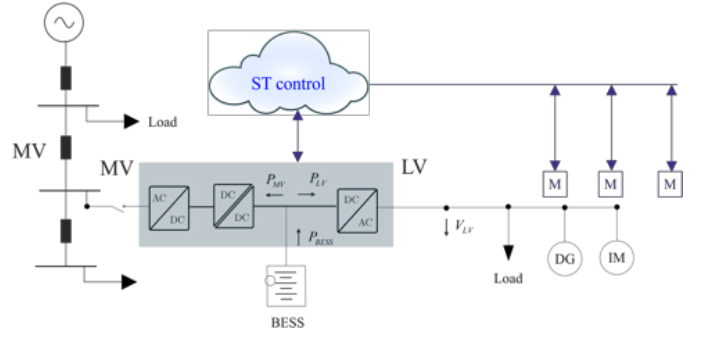 ST control
Load
MV
MV
LV
P_MV
P_LV
AC
DC
DC
DC
DC
AC
P_BESS
V_LV
M
M
M
Load
DG
IM
BESS